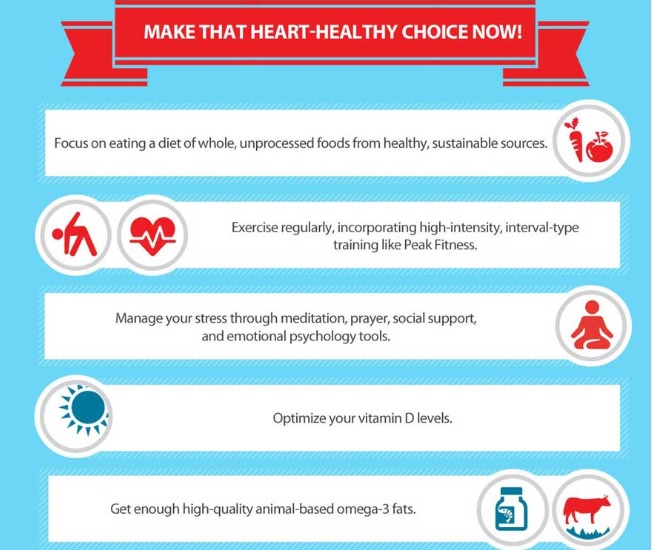 MAKE THAT HEART-HEALTHY CHOICE NOW!
Focus on eating a diet of whole, unprocessed foods from healthy, sustainable sources.
Exercise regularly, incorporating high-intensity, interval-type
training like Peak Fitness.
Manage your stress through meditation, prayer, social support,
and emotional psychology tools.
Optimize your vitamin D levels.
Get enough high-quality animal-based omega-3 fats.